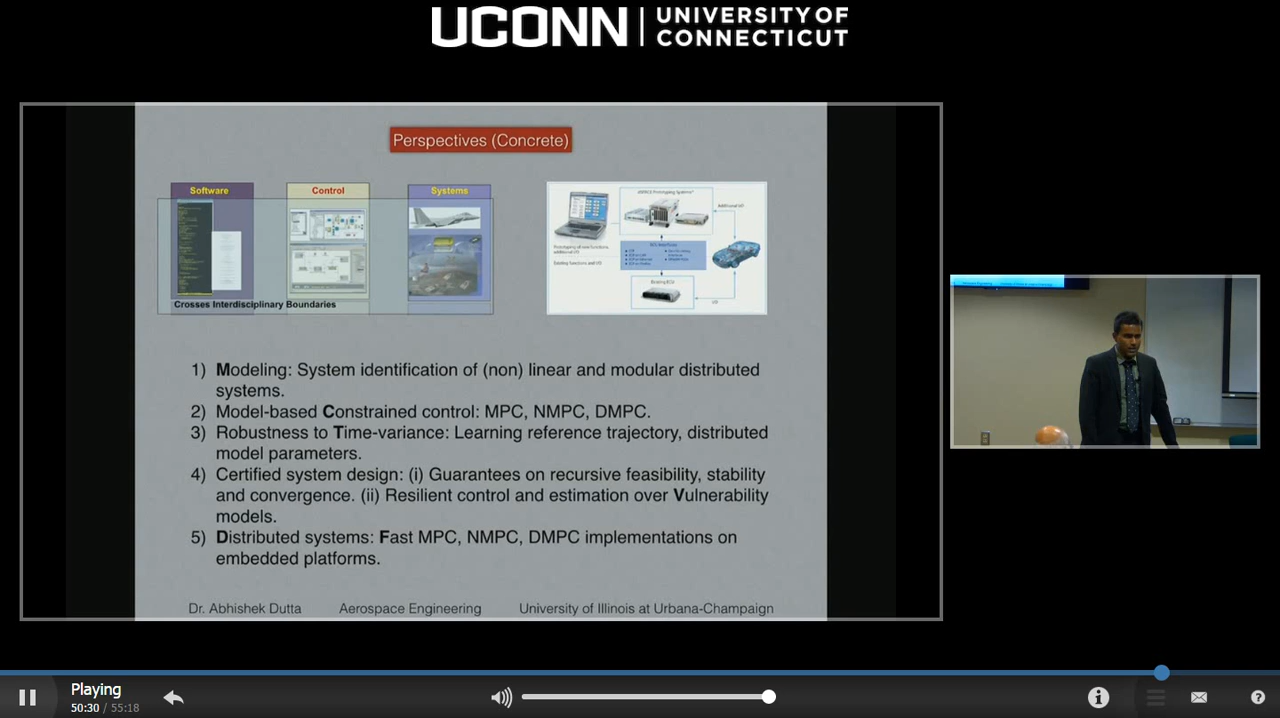 UCONN
UNIVERSITY OF
CONNECTICUT
Perspectives (Concrete)
Software
Control
Systems
Crosses Interdisciplinary Boundaries
Additional I/O
Existing ECU
I/O
1) Modeling: System identification of (non) linear and modular distributed
systems.
2) Model-based Constrained control: MPC, NMPC, DMPC.
3) Robustness to Time-variance: Learning reference trajectory, distributed
model parameters.
4) Certified system design: (i) Guarantees on recursive feasibility, stability
and convergence. (ii) Resilient control and estimation over Vulnerability
models.
5) Distributed systems: Fast MPC, NMPC, DMPC implementations on
embedded platforms.
Dr. Abhishek Dutta Aerospace Engineering University of Illinois at Urbana-Champaign
Playing
50:30 / 55:18